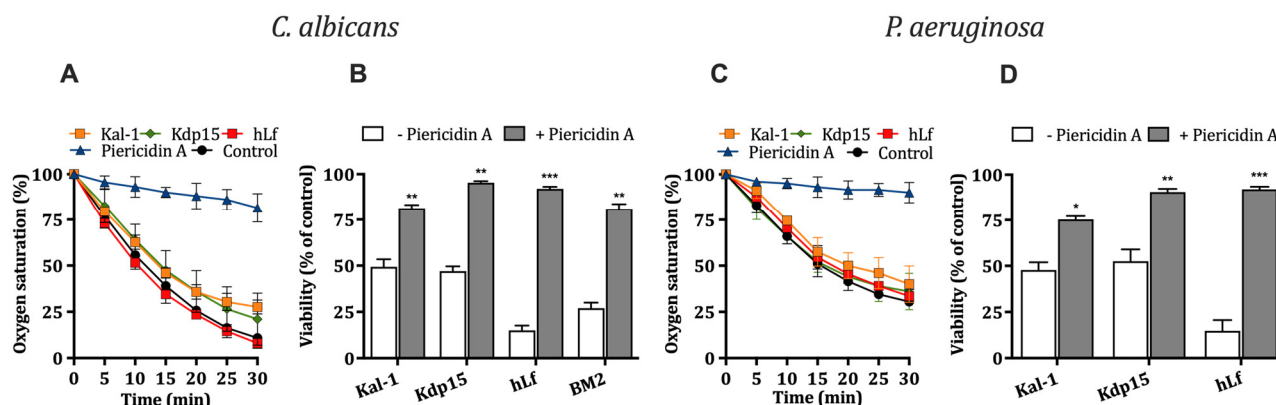 C. albicans
P. aeruginosa
A
B
C
D
Kal-1 Kdp15 hLf
Piericidin A Control
Oxygen saturation (%)
100
75
50
25
0
0 5 10 15 20 25 30
Time (min)
- Piericidin A + Piericidin A
Viability (% of control)
100
75
50
25
0
** ** *** **
Kal-1 Kdp15 hLf BM2
Kal-1 Kdp15 hLf
Piericidin A Control
Oxygen saturation (%)
100
75
50
25
0
0 5 10 15 20 25 30
Time (min)
- Piericidin A + Piericidin A
Viability (% of control)
100
75
50
25
0
* ** ***
Kal-1 Kdp15 hLf